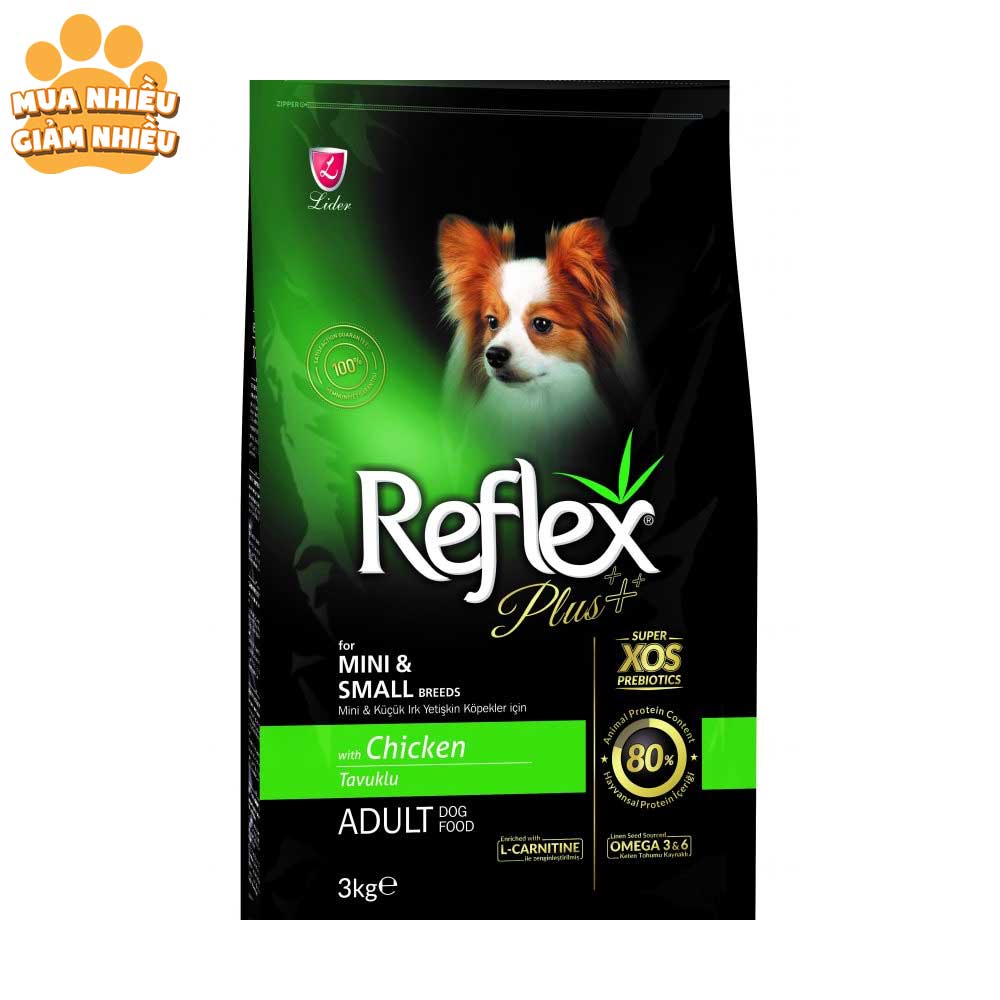 MUA NHIỀU
GIẢM NHIỀU
ZIPPER
Lider
SATISFACTION GUARANTEE
100%
Reflex®
Plus+++
for
MINI &
SMALL BREEDS
Mini & Küçük Irk Yetişkin Köpekler için
with Chicken
Tavuklu
ADULT DOG FOOD
3kg℮
SUPER
XOS
PREBIOTICS
Animal Protein Content
80%
Hayvansal Protein İçeriği
Enriched with
L-CARNITINE
ile zenginleştirilmiş
Linen Seed Sourced
OMEGA 3 & 6
Keten Tohumu Kaynaklı